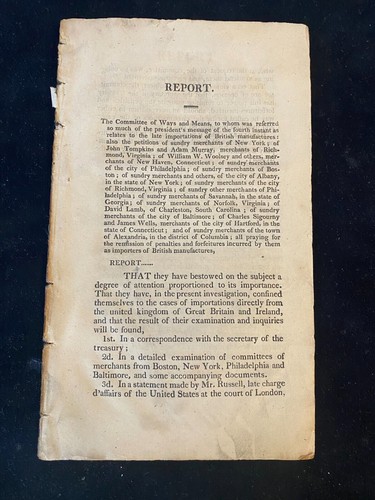 REPORT.
The Committee of Ways and Means, to whom was referred
so much of the president's message of the fourth instant as
relates to the late importations of British manufactures:
also the petitions of sundry merchants of New York; of
John Tompkins and Adam Murray, merchants of Rich-
mond, Virginia; of William W. Woolsey and others, mer-
chants of New Haven, Connecticut; of sundry merchants
of the city of Philadelphia; of sundry merchants of Bos-
ton; of sundry merchants and others, of the city of Albany,
in the state of New York; of sundry merchants of the city
of Richmond, Virginia; of sundry other merchants of Phi-
ladelphia; of sundry merchants of Savannah, in the state of
Georgia; of sundry merchants of Norfolk, Virginia; of
David Lamb, of Charleston, South Carolina; of sundry
merchants of the city of Baltimore; of Charles Sigourny
and James Wells, merchants of the city of Hartford, in the
state of Connecticut; and of sundry merchants of the town
of Alexandria, in the district of Columbia; all praying for
the remission of penalties and forfeitures incurred by them
as importers of British manufactures,
REPORT......
THAT they have bestowed on the subject a
degree of attention proportioned to its importance.
That they have, in the present investigation, confined
themselves to the cases of importations directly from
the united kingdom of Great Britain and Ireland,
and that the result of their examination and inquiries
will be found,
1st. In a correspondence with the secretary of the
treasury;
2d. In a detailed examination of committees of
merchants from Boston, New York, Philadelphia and
Baltimore, and some accompanying documents.
3d. In a statement made by Mr. Russell, late charge
d'affairs of the United States at the court of London,